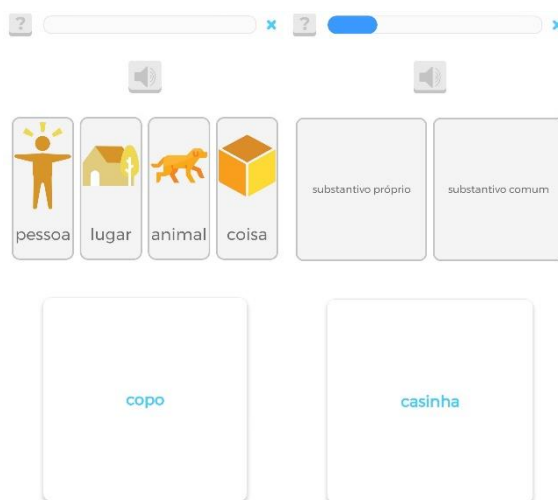 ?
×
pessoa
lugar
animal
coisa
copo
?
×
substantivo próprio
substantivo comum
casinha